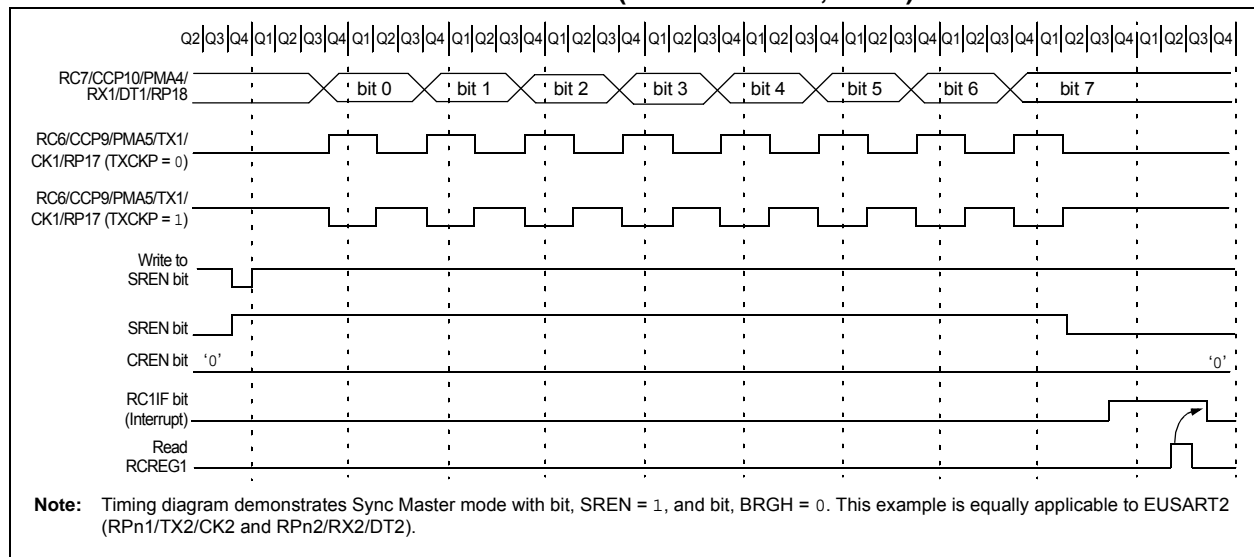 Q2 Q3 Q4 Q1 Q2 Q3 Q4 Q1 Q2 Q3 Q4 Q1 Q2 Q3 Q4 Q1 Q2 Q3 Q4 Q1 Q2 Q3 Q4 Q1 Q2 Q3 Q4 Q1 Q2 Q3 Q4 Q1 Q2 Q3 Q4 Q1 Q2 Q3 Q4 Q1 Q2 Q3 Q4
RC7/CCP10/PMA4/
RX1/DT1/RP18
bit 0 bit 1 bit 2 bit 3 bit 4 bit 5 bit 6 bit 7
RC6/CCP9/PMA5/TX1/
CK1/RP17 (TXCKP = 0)
RC6/CCP9/PMA5/TX1/
CK1/RP17 (TXCKP = 1)
Write to
SREN bit
SREN bit
CREN bit ‘0’ ‘0’
RC1IF bit
(Interrupt)
Read
RCREG1
Note: Timing diagram demonstrates Sync Master mode with bit, SREN = 1, and bit, BRGH = 0. This example is equally applicable to EUSART2
(RPn1/TX2/CK2 and RPn2/RX2/DT2).